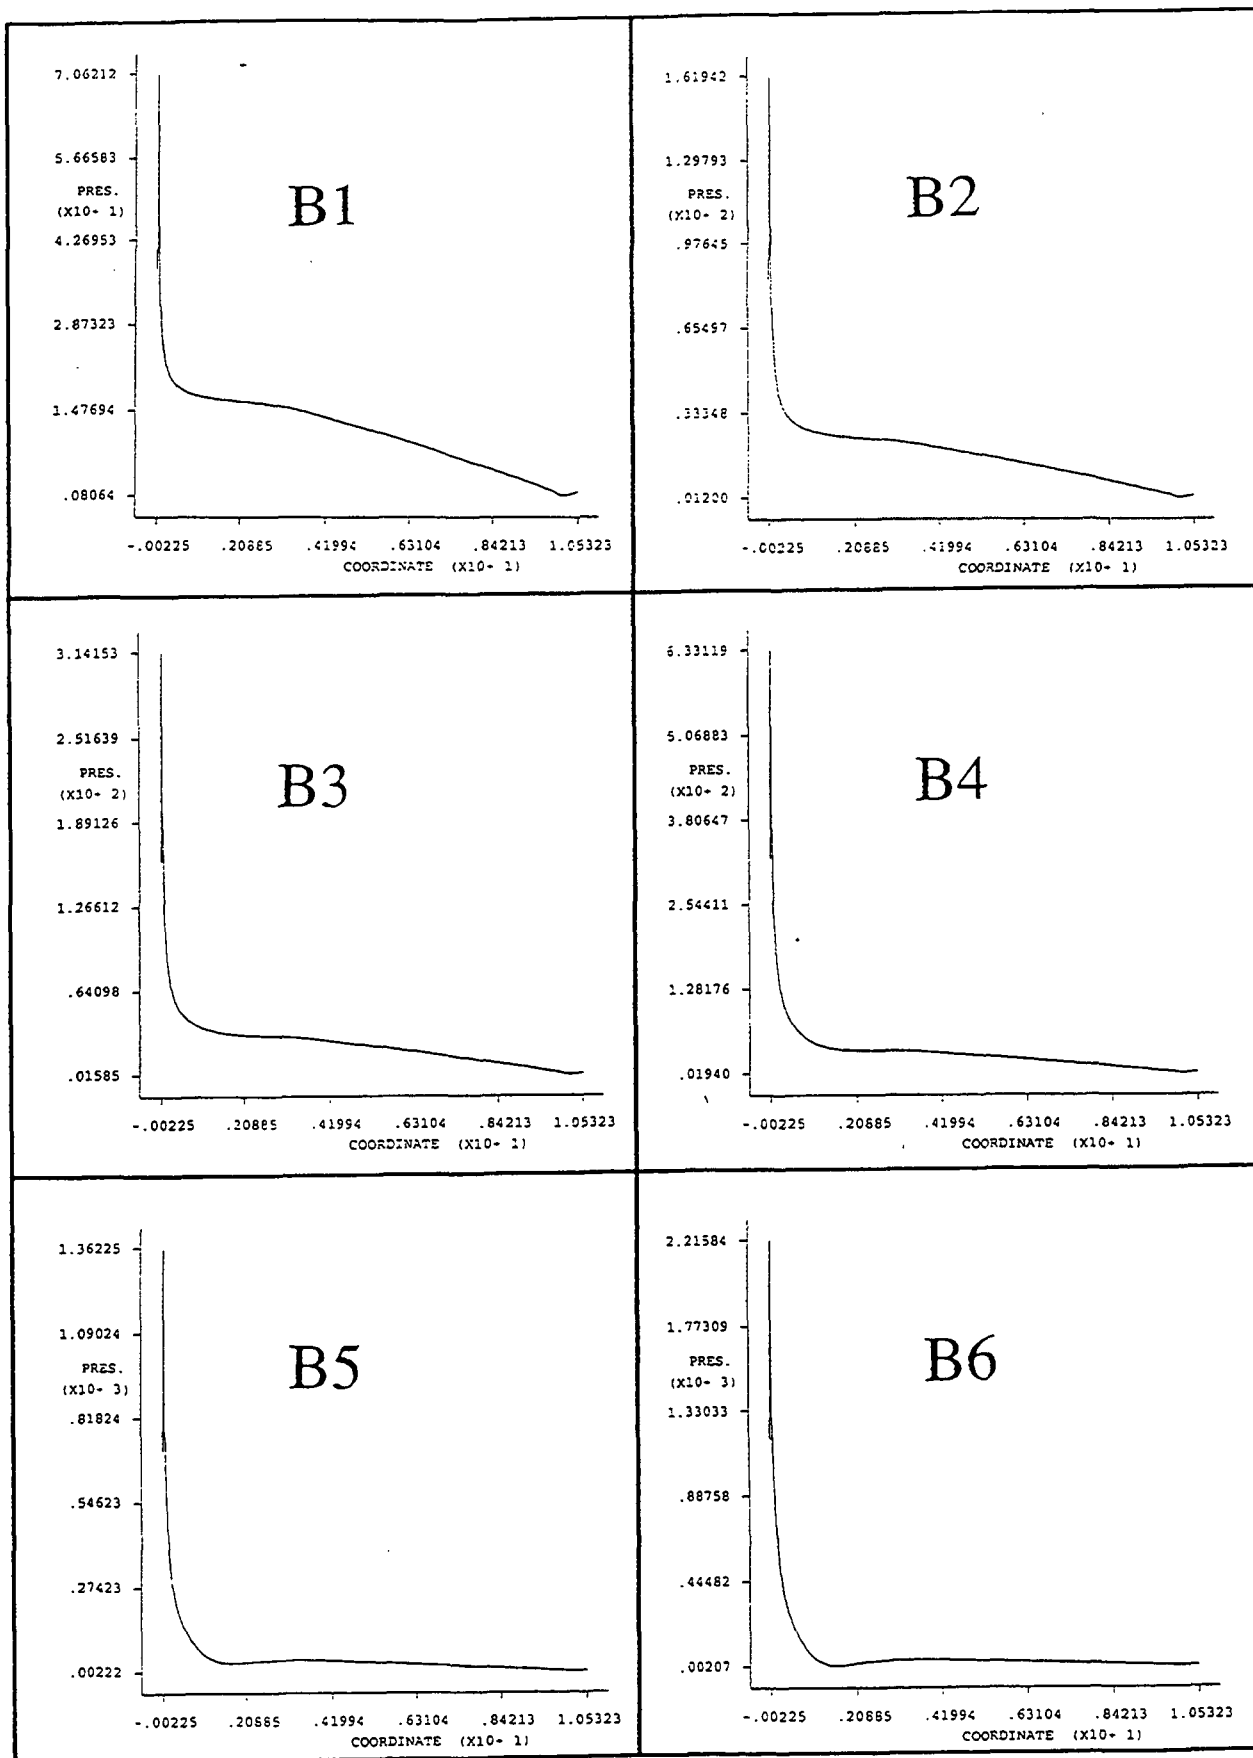 7.06212
5.66583
PRES.
(X10+ 1)
4.26953
2.87323
1.47694
.08064
B1
-.00225 .20885 .41994 .63104 .84213 1.05323
COORDINATE (X10+ 1)
1.61942
1.29793
PRES.
(X10+ 2)
.97645
.65497
.33348
.01200
B2
-.00225 .20885 .41994 .63104 .84213 1.05323
COORDINATE (X10+ 1)
3.14153
2.51639
PRES.
(X10+ 2)
1.89126
1.26612
.64098
.01585
B3
-.00225 .20885 .41994 .63104 .84213 1.05323
COORDINATE (X10+ 1)
6.33119
5.06883
PRES.
(X10+ 2)
3.80647
2.54411
1.28176
.01940
B4
-.00225 .20885 .41994 .63104 .84213 1.05323
COORDINATE (X10+ 1)
1.36225
1.09024
PRES.
(X10+ 3)
.81824
.54623
.27423
.00222
B5
-.00225 .20885 .41994 .63104 .84213 1.05323
COORDINATE (X10+ 1)
2.21584
1.77309
PRES.
(X10+ 3)
1.33033
.88758
.44482
.00207
B6
-.00225 .20885 .41994 .63104 .84213 1.05323
COORDINATE (X10+ 1)